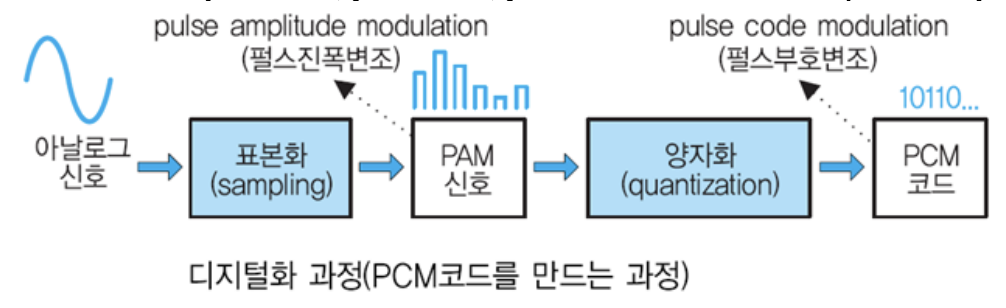 pulse amplitude modulation
(펄스진폭변조)
pulse code modulation
(펄스부호변조)
10110...
아날로그
신호
표본화
(sampling)
PAM
신호
양자화
(quantization)
PCM
코드
디지털화 과정(PCM코드를 만드는 과정)